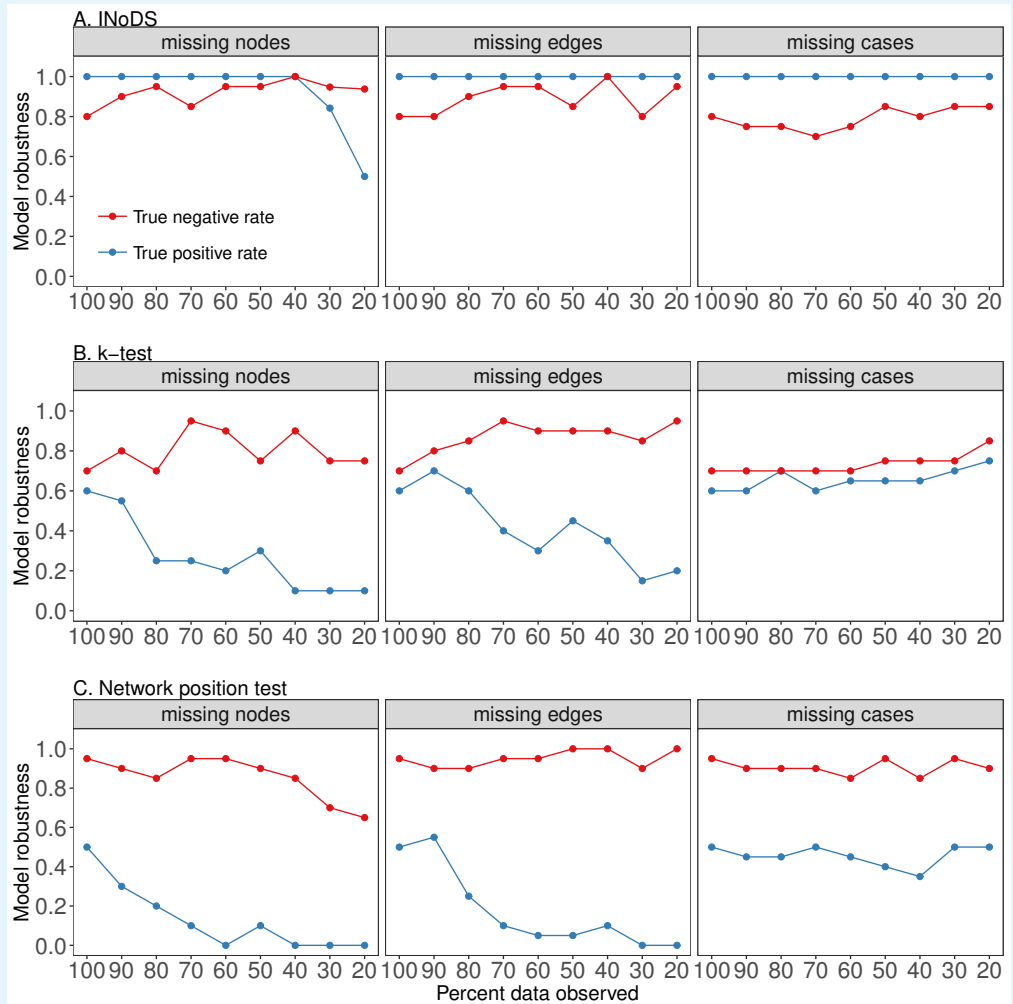 A. INoDS
missing nodes missing edges missing cases
Model robustness
1.0
0.8
0.6
0.4
0.2
0.0
True negative rate
True positive rate
100 90 80 70 60 50 40 30 20 100 90 80 70 60 50 40 30 20 100 90 80 70 60 50 40 30 20
B. k−test
missing nodes missing edges missing cases
Model robustness
1.0
0.8
0.6
0.4
0.2
0.0
100 90 80 70 60 50 40 30 20 100 90 80 70 60 50 40 30 20 100 90 80 70 60 50 40 30 20
C. Network position test
missing nodes missing edges missing cases
Model robustness
1.0
0.8
0.6
0.4
0.2
0.0
100 90 80 70 60 50 40 30 20 100 90 80 70 60 50 40 30 20 100 90 80 70 60 50 40 30 20
Percent data observed